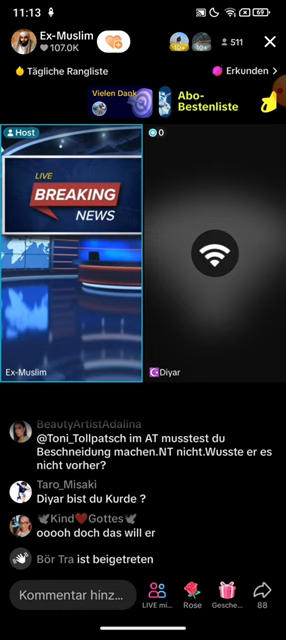 11:13
69
Ex-Muslim
107.0K
10+
10+
511
Tägliche Rangliste
Erkunden >
Vielen Dank
Abo-
Bestenliste
Host
0
LIVE
BREAKING
NEWS
Ex-Muslim
Diyar
BeautyArtistAdalina
@Toni_Tollpatsch im AT musstest du
Beschneidung machen.NT nicht.Wusste er es
nicht vorher?
Taro_Misaki
Diyar bist du Kurde ?
🕊Kind❤️Gottes🕊
ooooh doch das will er
Bör Tra ist beigetreten
Kommentar hinz...
LIVE mi...
Rose
Gesche...
88